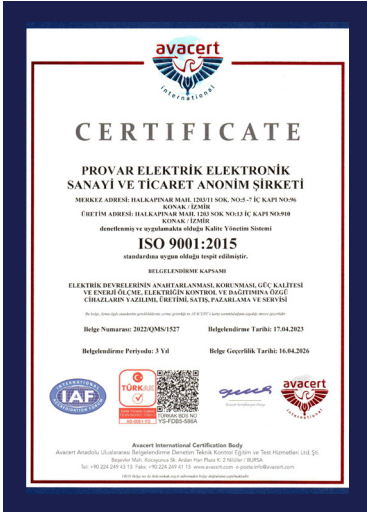 avacert
international
CERTIFICATE
PROVAR ELEKTRİK ELEKTRONİK
SANAYİ VE TİCARET ANONİM ŞİRKETİ
MERKEZ ADRESİ: HALKAPINAR MAH. 1203/11 SOK. NO:5 -7 İÇ KAPI NO:96
KONAK / İZMİR
ÜRETİM ADRESİ: HALKAPINAR MAH. 1203 SOK NO:13 İÇ KAPI NO:910
KONAK / İZMİR
denetlenmiş ve uygulamakta olduğu Kalite Yönetim Sistemi
ISO 9001:2015
standardına uygun olduğu tespit edilmiştir.
BELGELENDİRME KAPSAMI
ELEKTRİK DEVRELERİNİN ANAHTARLANMASI, KORUNMASI, GÜÇ KALİTESİ
VE ENERJİ ÖLÇME, ELEKTRİĞİN KONTROL VE DAĞITIMINA ÖZGÜ
CİHAZLARIN YAZILIMI, ÜRETİMİ, SATIŞ, PAZARLAMA VE SERVİSİ
Belge Numarası: 2022/QMS/1527
Belgelendirme Tarihi: 17.04.2023
Belgelendirme Periyodu: 3 Yıl
Belge Geçerlilik Tarihi: 16.04.2026
IAF
TÜRKAK
TÜRKAK BDS NO
YS-FDB5-586A
avacert
international
Avacert International Certification Body
Avacert Anadolu Uluslararası Belgelendirme Denetim Teknik Kontrol Eğitim ve Test Hizmetleri Ltd. Şti.